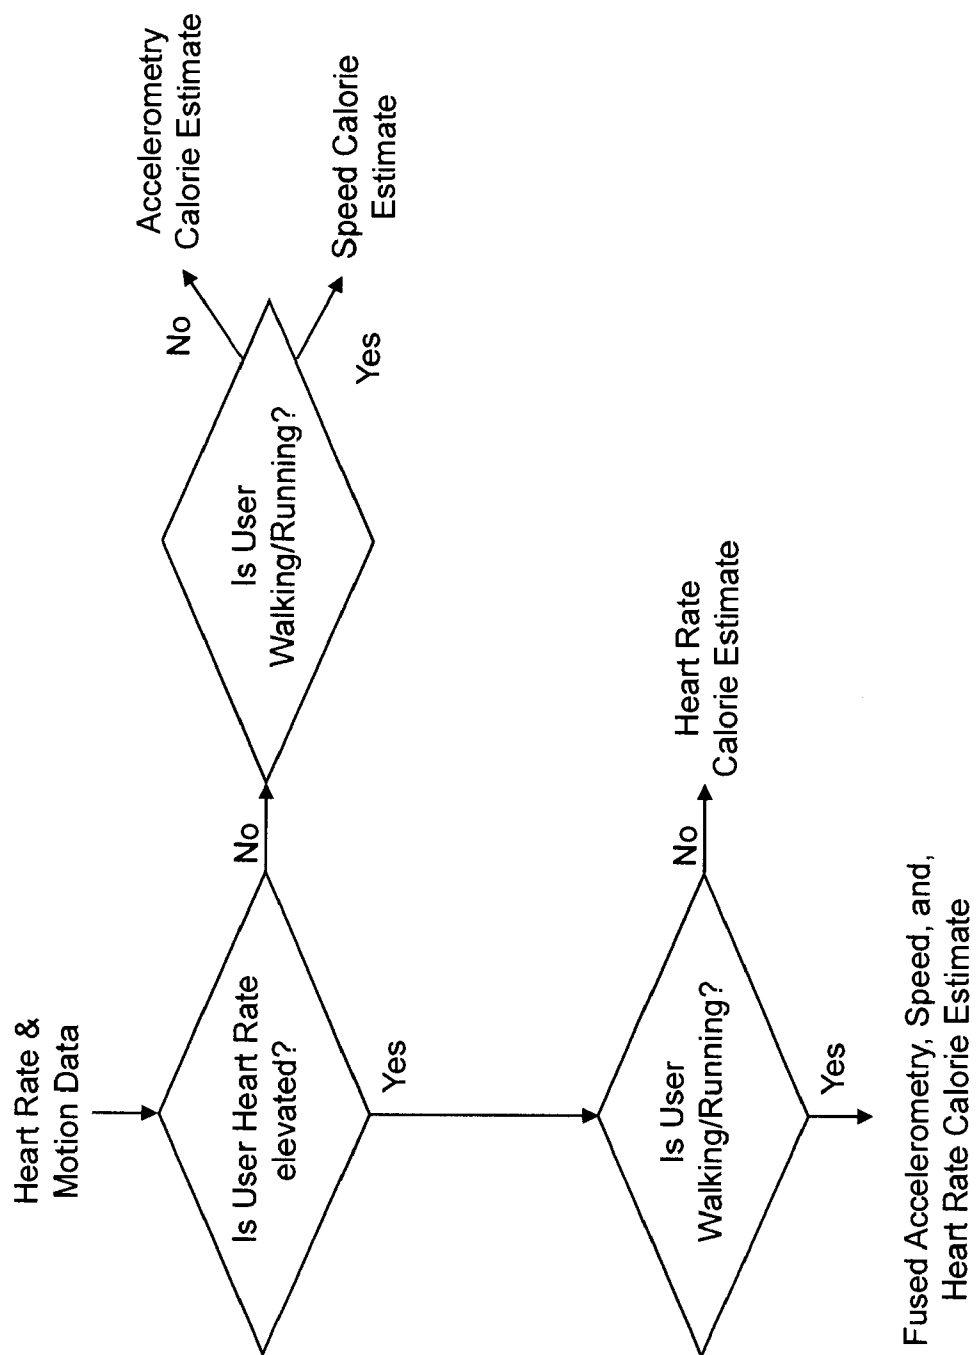 Heart Rate &
Motion Data
Is User Heart Rate
elevated?
No
Is User
Walking/Running?
No
Accelerometry
Calorie Estimate
Yes
Speed Calorie
Estimate
Yes
Is User
Walking/Running?
No
Heart Rate
Calorie Estimate
Yes
Fused Accelerometry, Speed, and,
Heart Rate Calorie Estimate